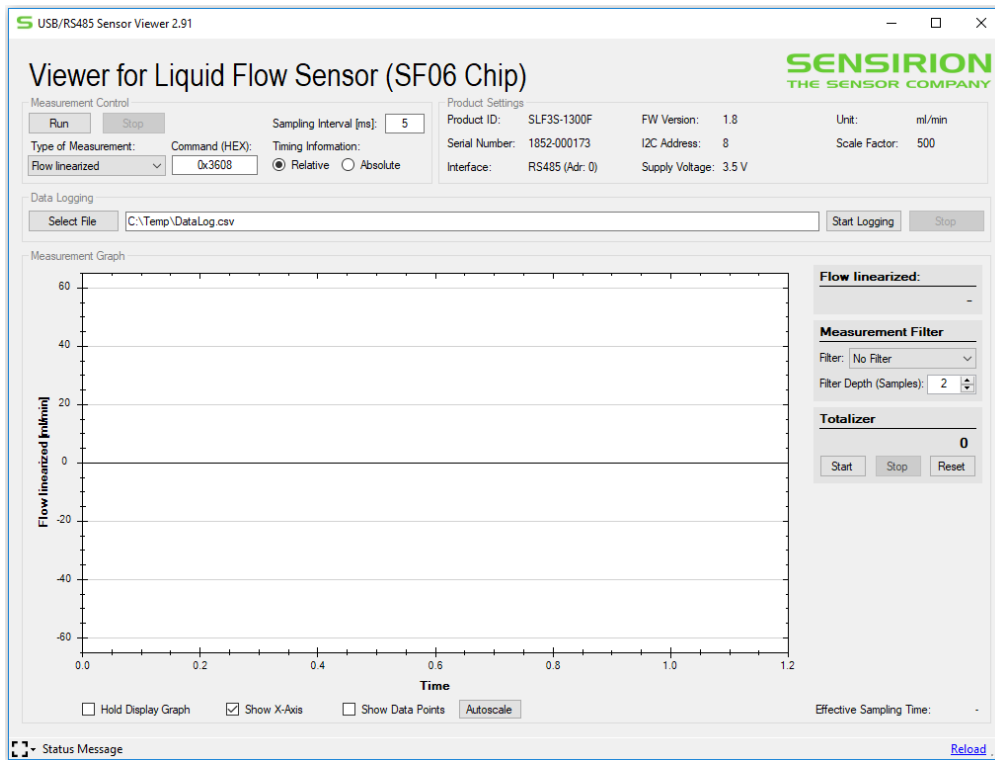 USB/RS485 Sensor Viewer 2.91
Viewer for Liquid Flow Sensor (SF06 Chip)
SENSIRION
THE SENSOR COMPANY
Measurement Control
Run
Stop
Sampling Interval [ms]:
5
Type of Measurement:
Command (HEX):
Timing Information:
Flow linearized
0x3608
Relative
Absolute
Product Settings
Product ID:
SLF3S-1300F
FW Version:
1.8
Unit:
ml/min
Serial Number:
1852-000173
I2C Address:
8
Scale Factor:
500
Interface:
RS485 (Adr: 0)
Supply Voltage:
3.5 V
Data Logging
Select File
C:\Temp\DataLog.csv
Start Logging
Stop
Measurement Graph
60
40
20
0
-20
-40
-60
Flow linearized [ml/min]
0.0
0.2
0.4
0.6
0.8
1.0
1.2
Time
Flow linearized:
-
Measurement Filter
Filter:
No Filter
Filter Depth (Samples):
2
Totalizer
0
Start
Stop
Reset
Hold Display Graph
Show X-Axis
Show Data Points
Autoscale
Effective Sampling Time:
-
Status Message
Reload